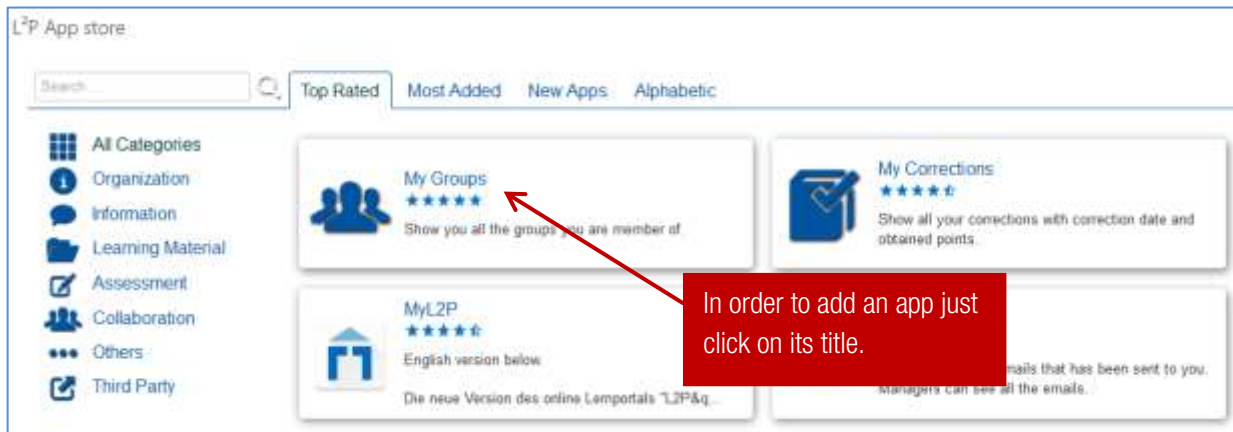 L²P App store
Search...
Top Rated Most Added New Apps Alphabetic
All Categories
Organization
Information
Learning Material
Assessment
Collaboration
Others
Third Party
My Groups
Show you all the groups you are member of
My Corrections
Show all your corrections with correction date and
obtained points.
MyL2P
English version below
Die neue Version des online Lernportals "L2P&q...
In order to add an app just
click on its title.
mails that has been sent to you.
Managers can see all the emails.